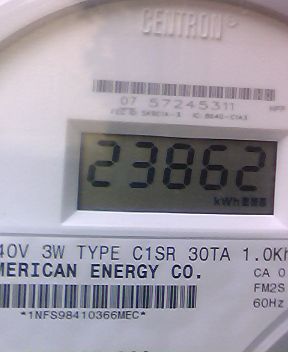 CENTRON®
07 57245311
23862
kWh
40V 3W TYPE C1SR 30TA 1.0Kh
MERICAN ENERGY CO.
CA 0
FM2S
60Hz
*1NFS98410366MEC*